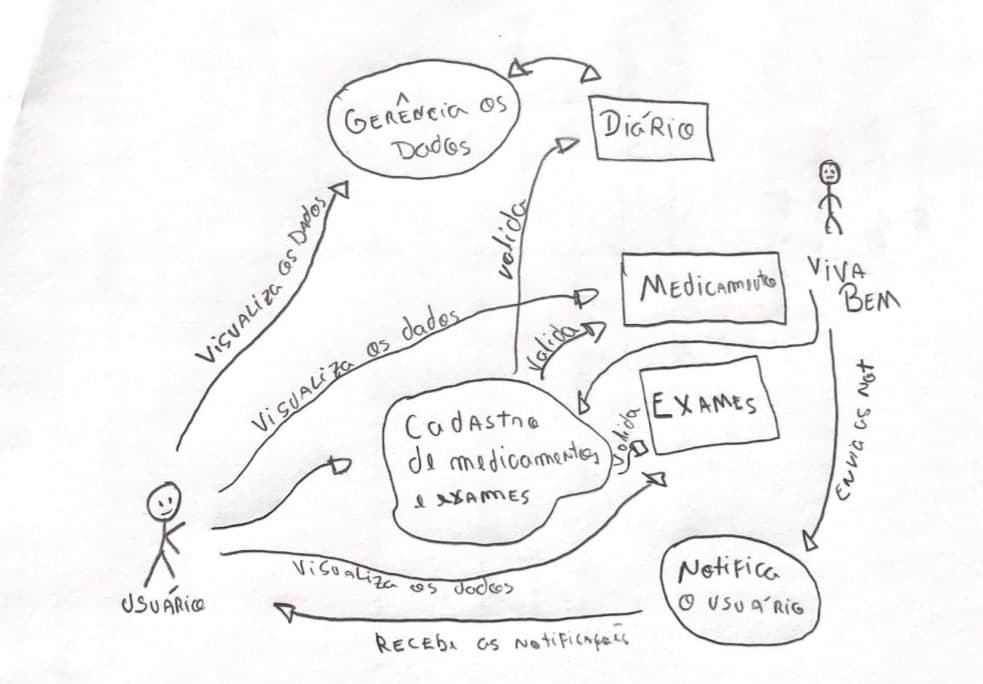 GERÊNCIA OS
DADOS
DIÁRIO
VISUALIZA OS DADOS
valida
MEDICAMENTO
VIVA
BEM
VISUALIZA os dados
valida
EXAMES
Cadastro
de medicamentos
e EXAMES
valida
ENVIA AS NOT
VISUALIZA os dados
USUÁRIO
NOTIFICA
O USUÁRIO
RECEBE AS NOTIFICAÇÕES